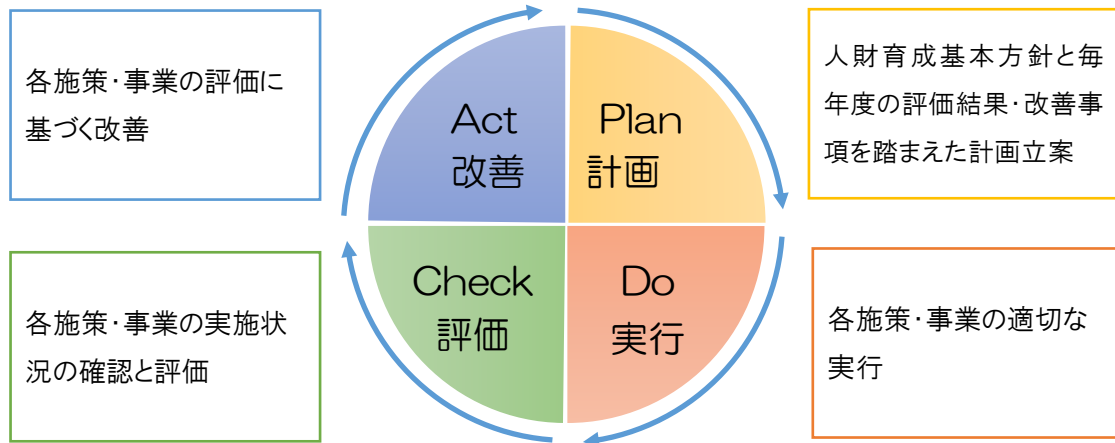 各施策・事業の評価に
基づく改善
Act
改善
Plan
計画
人財育成基本方針と毎
年度の評価結果・改善事
項を踏まえた計画立案
各施策・事業の実施状
況の確認と評価
Check
評価
Do
実行
各施策・事業の適切な
実行